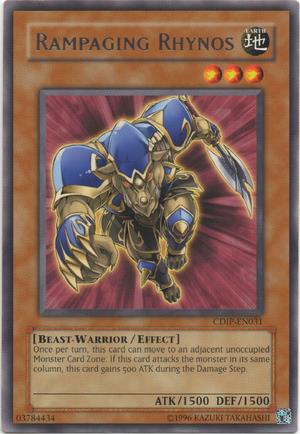 RAMPAGING RHYNOS
EARTH
地
CDIP-EN031
[BEAST-WARRIOR / EFFECT]
Once per turn, this card can move to an adjacent unoccupied
Monster Card Zone. If this card attacks the monster in its same
column, this card gains 500 ATK during the Damage Step.
ATK/1500 DEF/1500
03784434 ©1996 KAZUKI TAKAHASHI